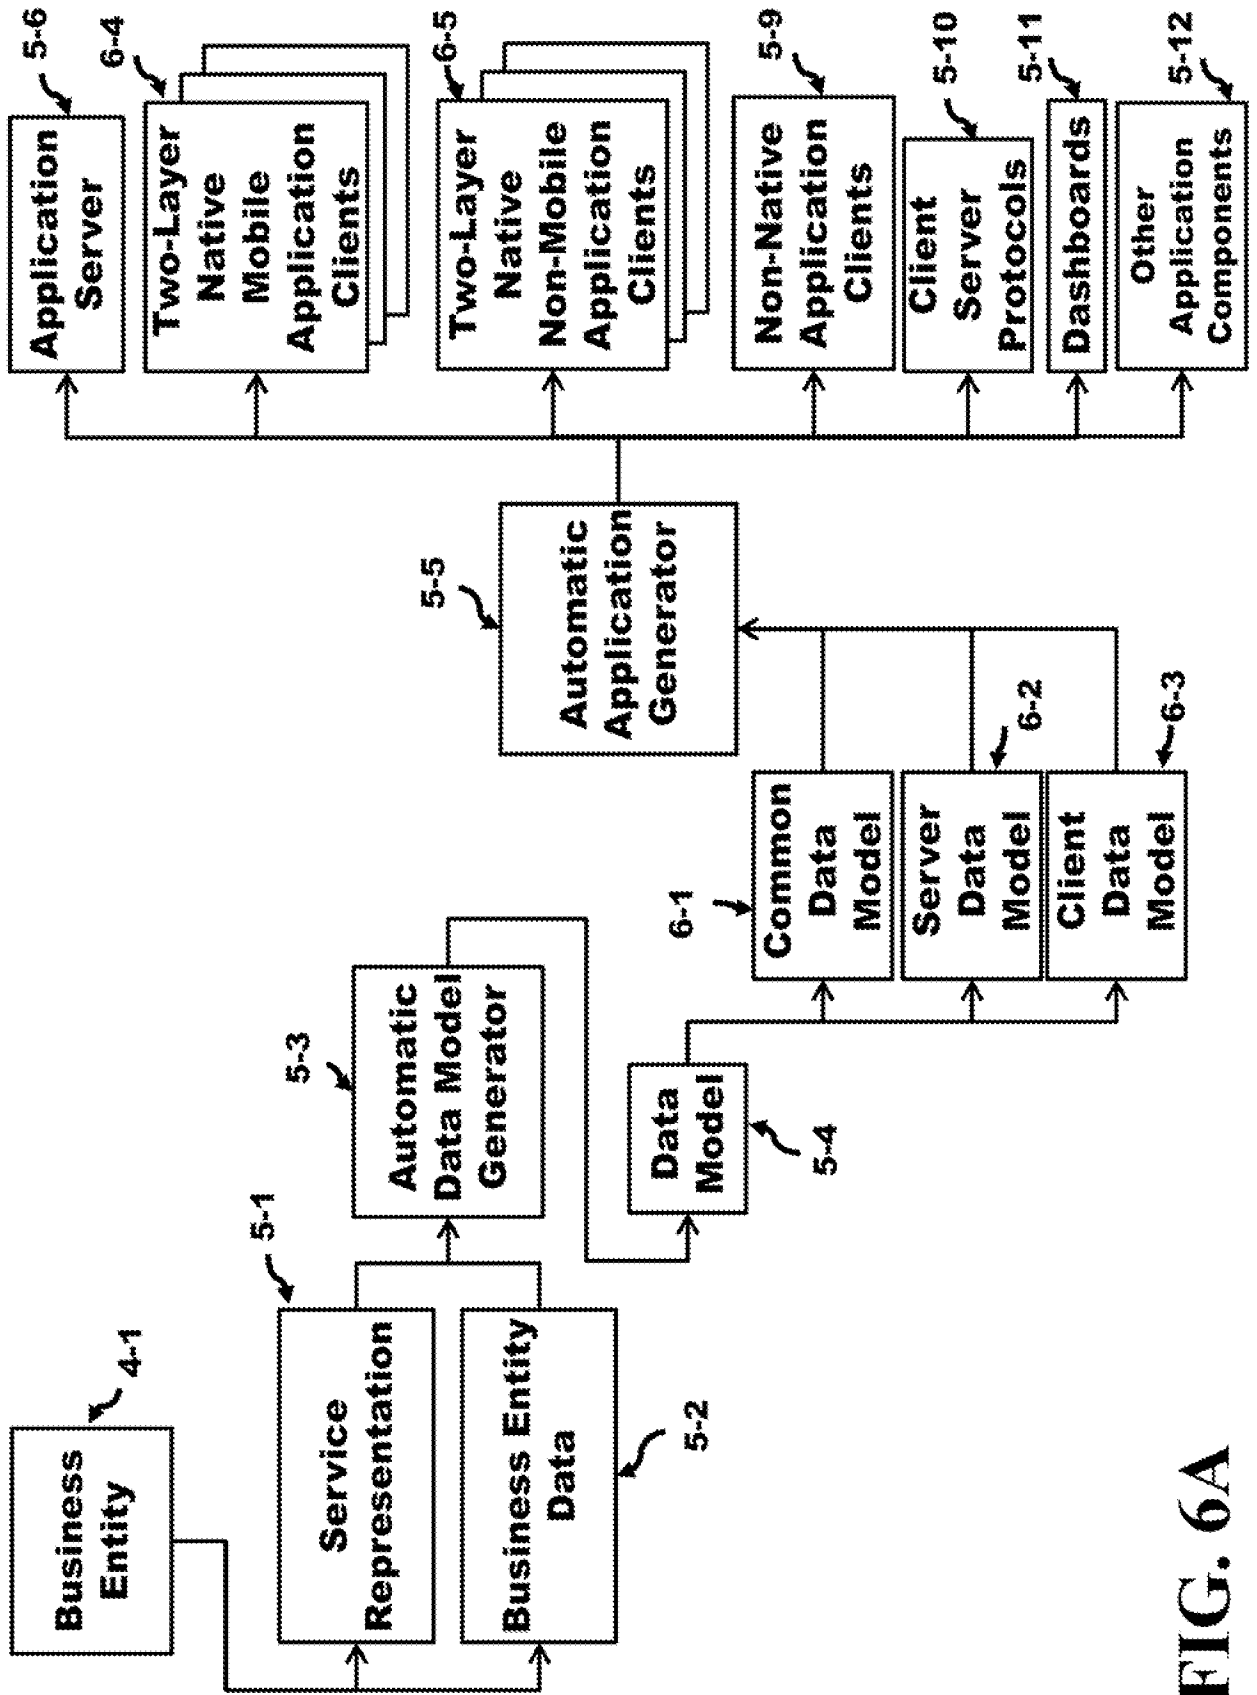 4-1
Business
Entity
5-1
Service
Representation
Business Entity
Data
5-2
5-3
Automatic
Data Model
Generator
Data
Model
5-4
6-1
Common
Data
Model
6-2
Server
Data
Model
6-3
Client
Data
Model
5-5
Automatic
Application
Generator
5-6
Application
Server
6-4
Two-Layer
Native
Mobile
Application
Clients
6-5
Two-Layer
Native
Non-Mobile
Application
Clients
5-9
Non-Native
Application
Clients
5-10
Client
Server
Protocols
5-11
Dashboards
5-12
Other
Application
Components
FIG. 6A